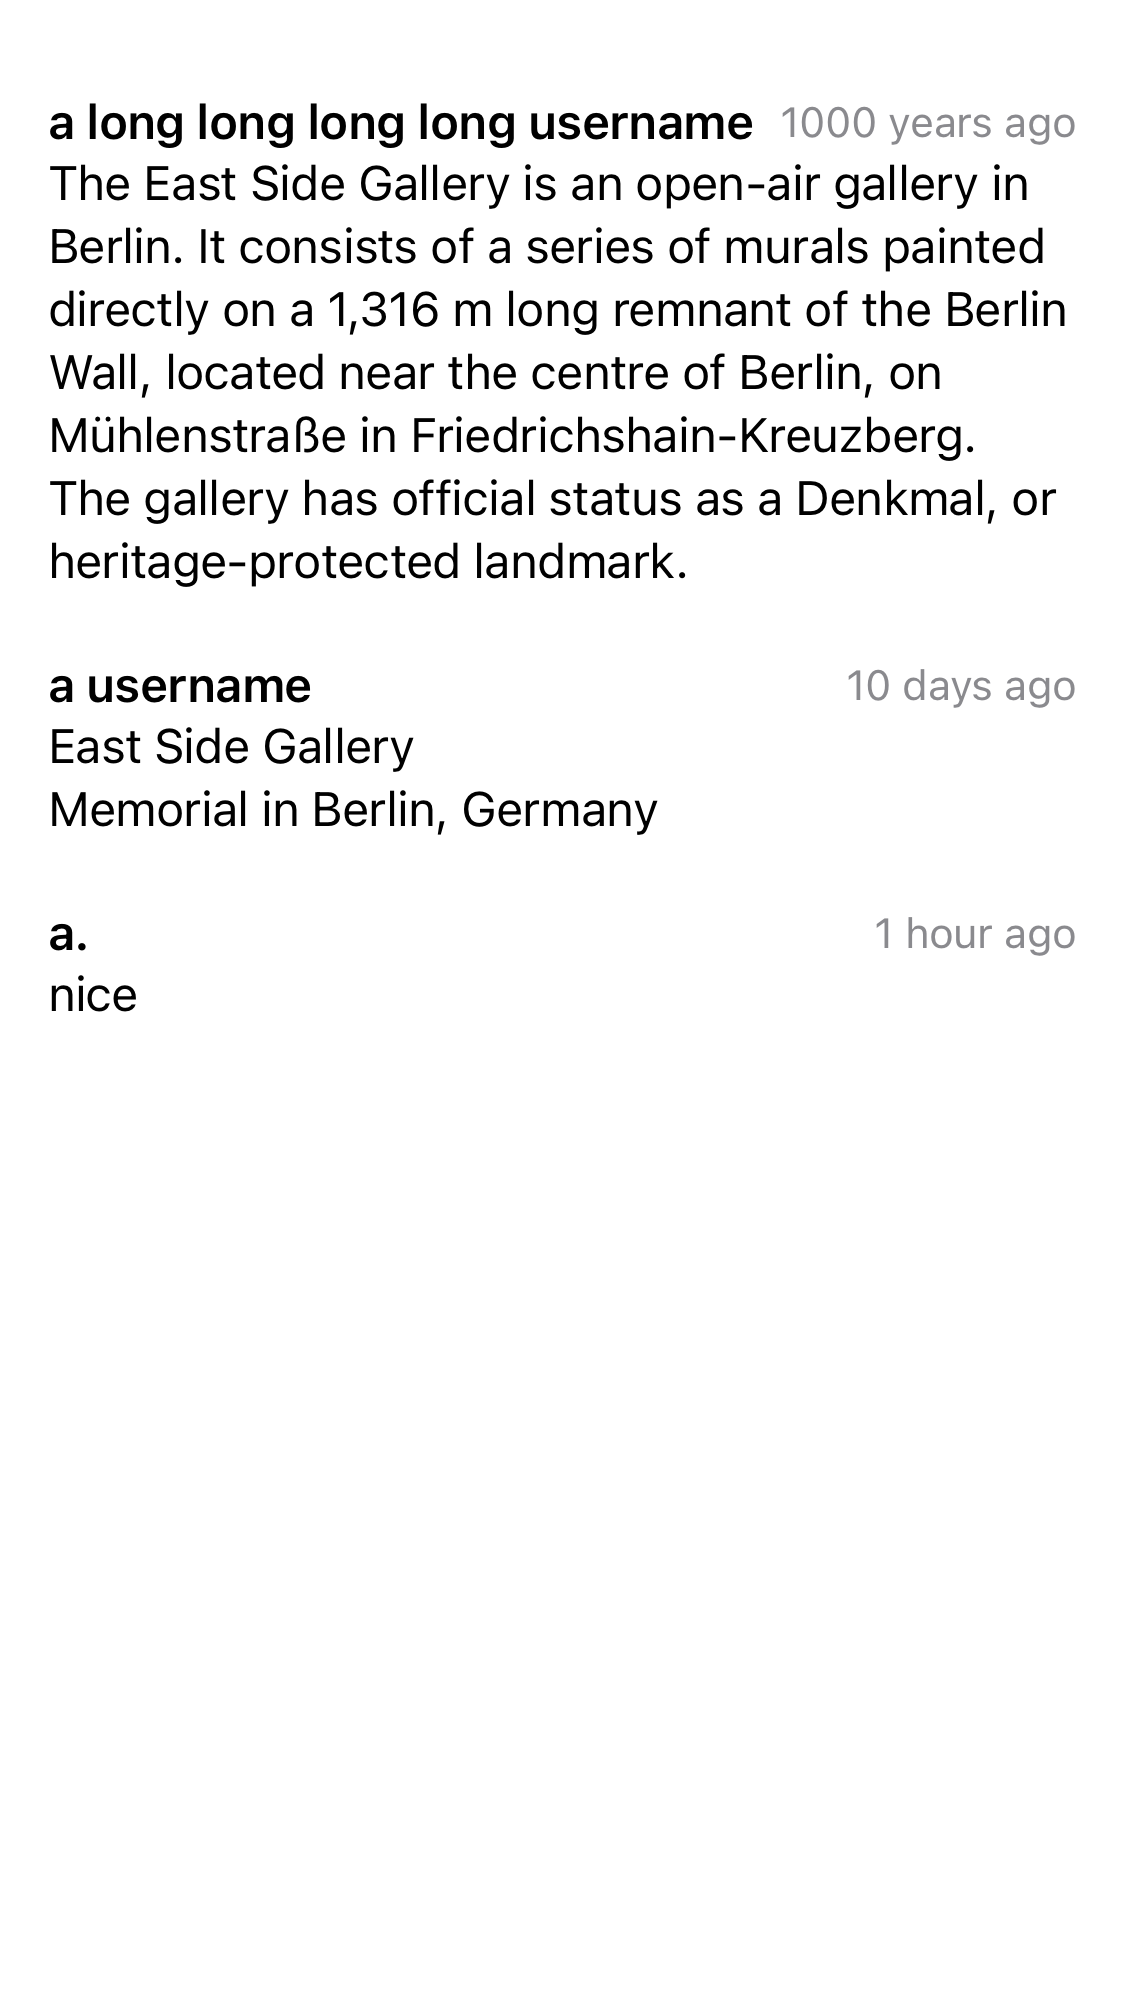 a long long long long username 1000 years ago
The East Side Gallery is an open-air gallery in
Berlin. It consists of a series of murals painted
directly on a 1,316 m long remnant of the Berlin
Wall, located near the centre of Berlin, on
Mühlenstraße in Friedrichshain-Kreuzberg.
The gallery has official status as a Denkmal, or
heritage-protected landmark.
a username 10 days ago
East Side Gallery
Memorial in Berlin, Germany
a. 1 hour ago
nice